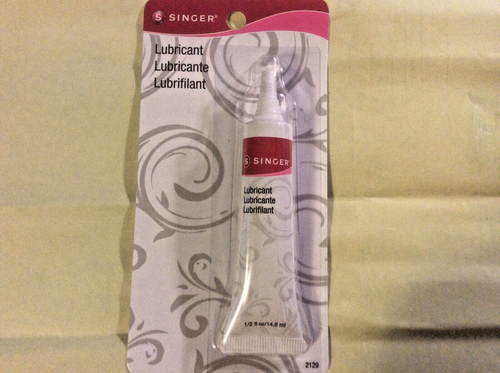 SINGER®
Lubricant
Lubricante
Lubrifilant
SINGER
Lubricant
Lubricante
Lubrifilant
1/2 fl oz/14,8 ml
2129